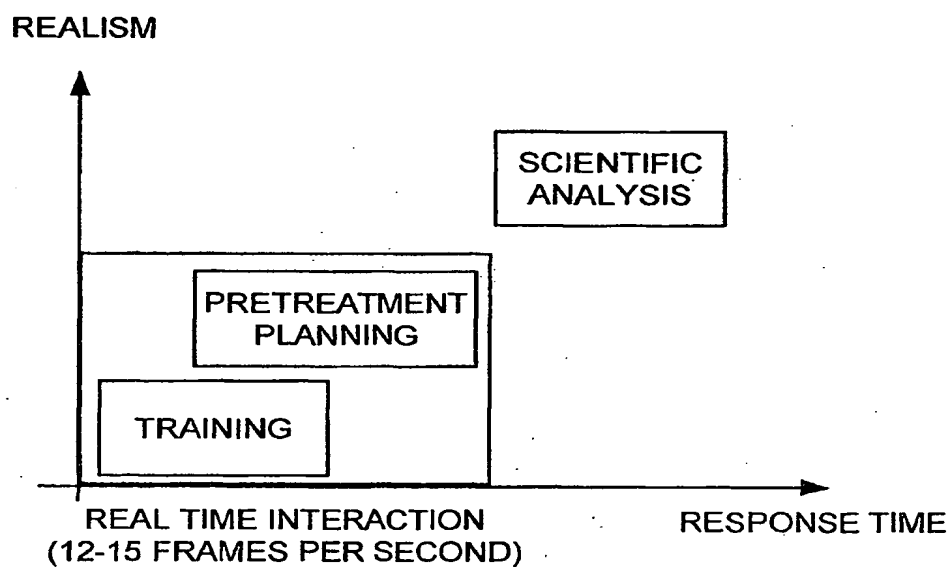 REALISM
SCIENTIFIC
ANALYSIS
PRETREATMENT
PLANNING
TRAINING
REAL TIME INTERACTION
(12-15 FRAMES PER SECOND)
RESPONSE TIME